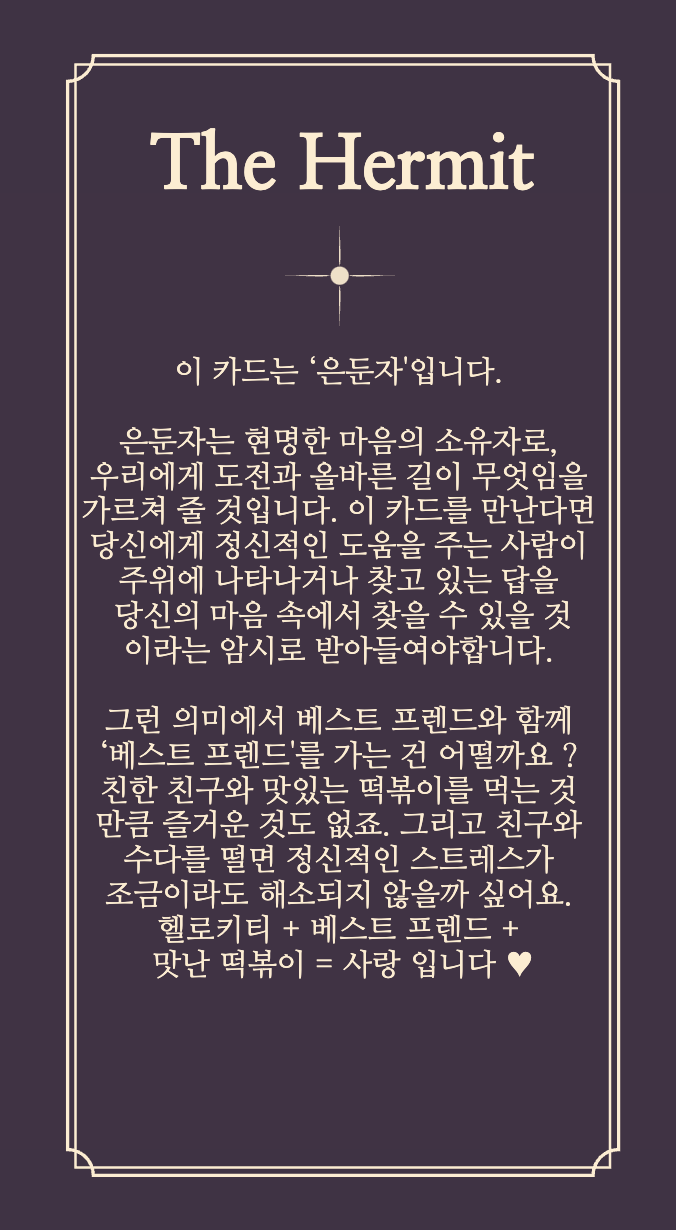 The Hermit
이 카드는 ‘은둔자'입니다.
은둔자는 현명한 마음의 소유자로,
우리에게 도전과 올바른 길이 무엇임을
가르쳐 줄 것입니다. 이 카드를 만난다면
당신에게 정신적인 도움을 주는 사람이
주위에 나타나거나 찾고 있는 답을
당신의 마음 속에서 찾을 수 있을 것
이라는 암시로 받아들여야합니다.
그런 의미에서 베스트 프렌드와 함께
‘베스트 프렌드'를 가는 건 어떨까요 ?
친한 친구와 맛있는 떡볶이를 먹는 것
만큼 즐거운 것도 없죠. 그리고 친구와
수다를 떨면 정신적인 스트레스가
조금이라도 해소되지 않을까 싶어요.
헬로키티 + 베스트 프렌드 +
맛난 떡볶이 = 사랑 입니다 ♥